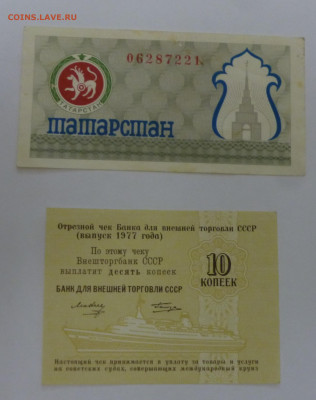 COINS.LAVE.RU
06287221
ТАТАРСТАН
татарстан
Отрезной чек Банка для внешней торговли СССР
(выпуск 1977 года)
По этому чеку
Внешторгбанк СССР
выплатит десять копеек
10
КОПЕЕК
БАНК ДЛЯ ВНЕШНЕЙ ТОРГОВЛИ СССР
Настоящий чек принимается в уплату за товары и услуги
на советских судах, совершающих международный круиз